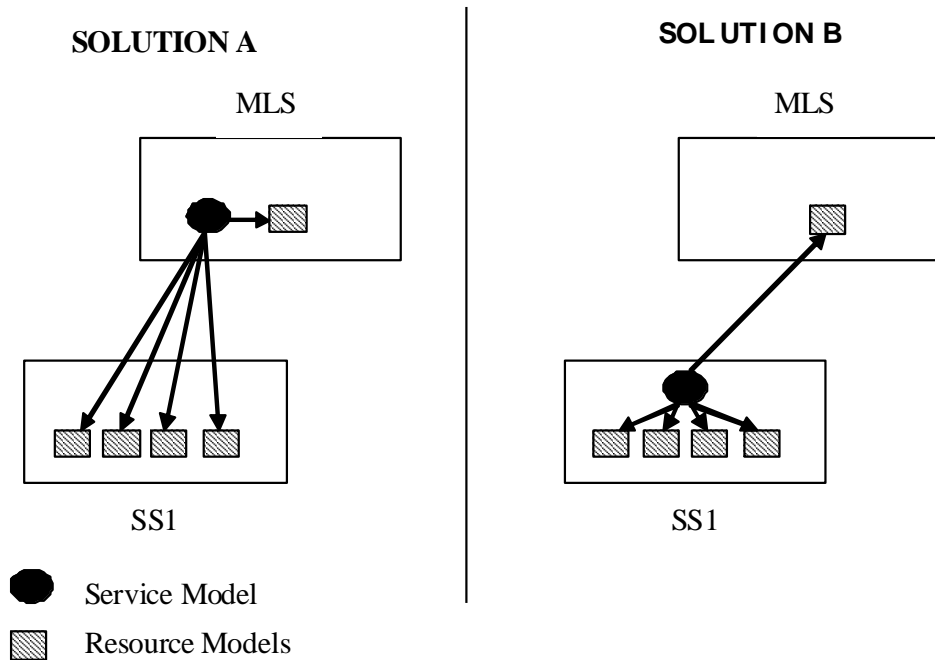 SOLUTION A
MLS
SS1
SOLUTION B
MLS
SS1
Service Model
Resource Models